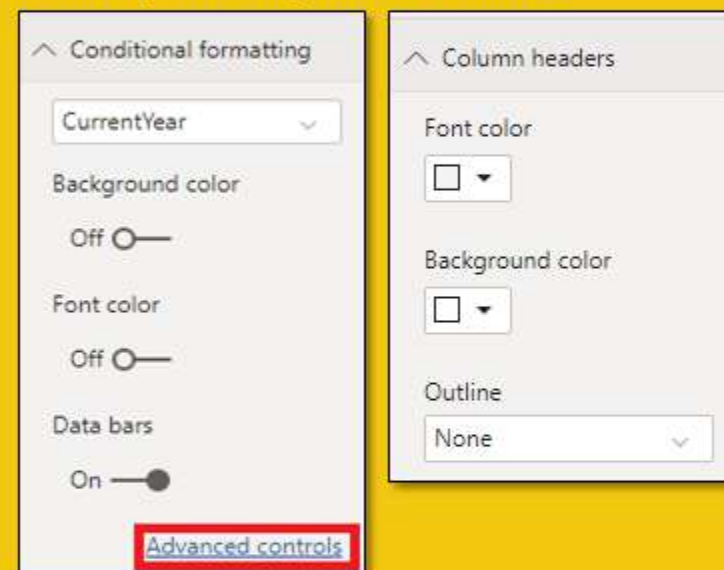 Conditional formatting
CurrentYear
Background color
Off
Font color
Off
Data bars
On
Advanced controls
Column headers
Font color
Background color
Outline
None